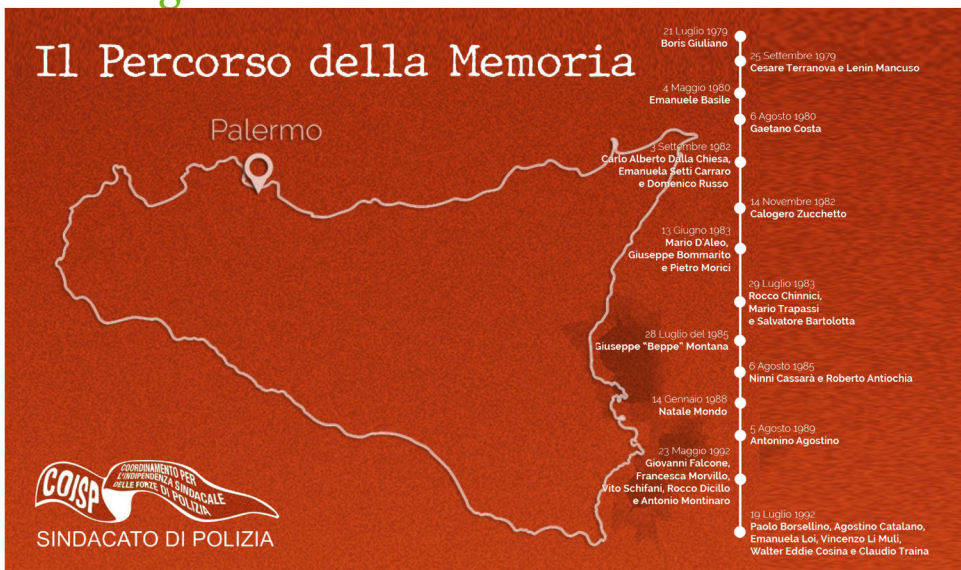 Il Percorso della Memoria
Palermo
21 Luglio 1979
Boris Giuliano
25 Settembre 1979
Cesare Terranova e Lenin Mancuso
4 Maggio 1980
Emanuele Basile
6 Agosto 1980
Gaetano Costa
3 Settembre 1982
Carlo Alberto Dalla Chiesa,
Emanuela Setti Carraro
e Domenico Russo
14 Novembre 1982
Calogero Zucchetto
13 Giugno 1983
Mario D'Aleo,
Giuseppe Bommarito
e Pietro Morici
29 Luglio 1983
Rocco Chinnici,
Mario Trapassi
e Salvatore Bartolotta
28 Luglio del 1985
Giuseppe "Beppe" Montana
6 Agosto 1985
Ninni Cassarà e Roberto Antiochia
14 Gennaio 1988
Natale Mondo
5 Agosto 1989
Antonino Agostino
23 Maggio 1992
Giovanni Falcone,
Francesca Morvillo,
Vito Schifani, Rocco Dicillo
e Antonio Montinaro
19 Luglio 1992
Paolo Borsellino, Agostino Catalano,
Emanuela Loi, Vincenzo Li Muli,
Walter Eddie Cosina e Claudio Traina
COISP
COORDINAMENTO PER
L'INDIPENDENZA SINDACALE
DELLE FORZE DI POLIZIA
SINDACATO DI POLIZIA